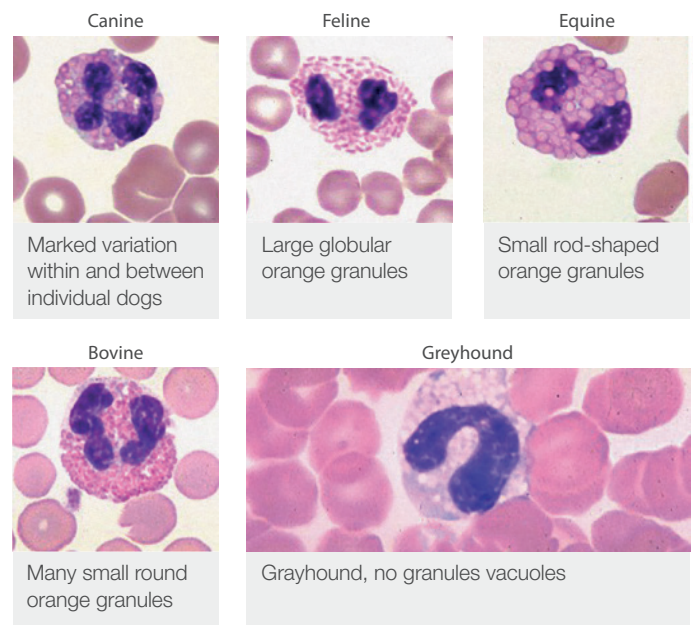 Canine
Feline
Equine
Marked variation
within and between
individual dogs
Large globular
orange granules
Small rod-shaped
orange granules
Bovine
Greyhound
Many small round
orange granules
Grayhound, no granules vacuoles